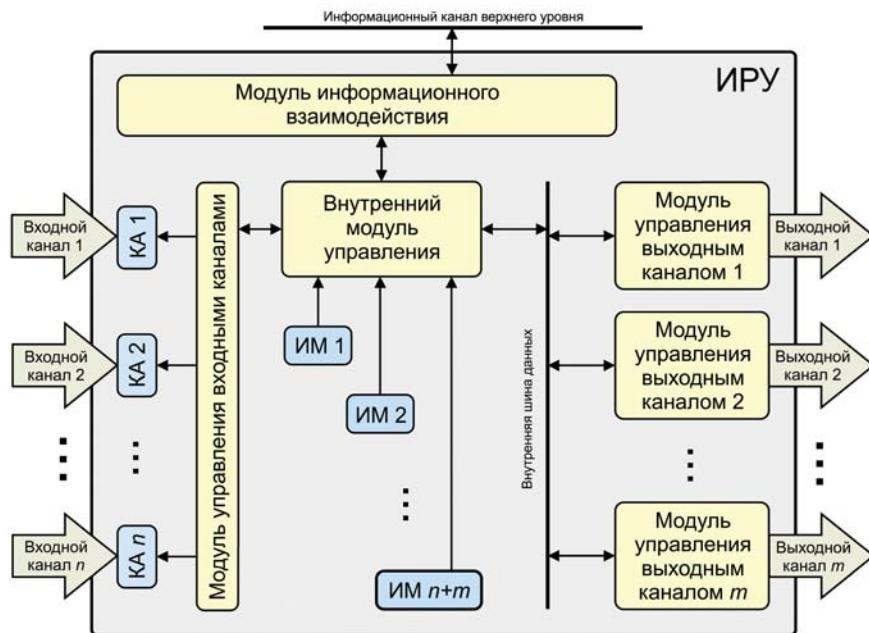 Информационный канал верхнего уровня
ИРУ
Модуль информационного
взаимодействия
Входной
канал 1
КА 1
Модуль управления входными каналами
Внутренний
модуль
управления
Модуль
управления
выходным
каналом 1
Выходной
канал 1
ИМ 1
Входной
канал 2
КА 2
ИМ 2
Внутренняя шина данных
Модуль
управления
выходным
каналом 2
Выходной
канал 2
...
...
...
...
...
Входной
канал n
КА n
ИМ n+m
Модуль
управления
выходным
каналом m
Выходной
канал m